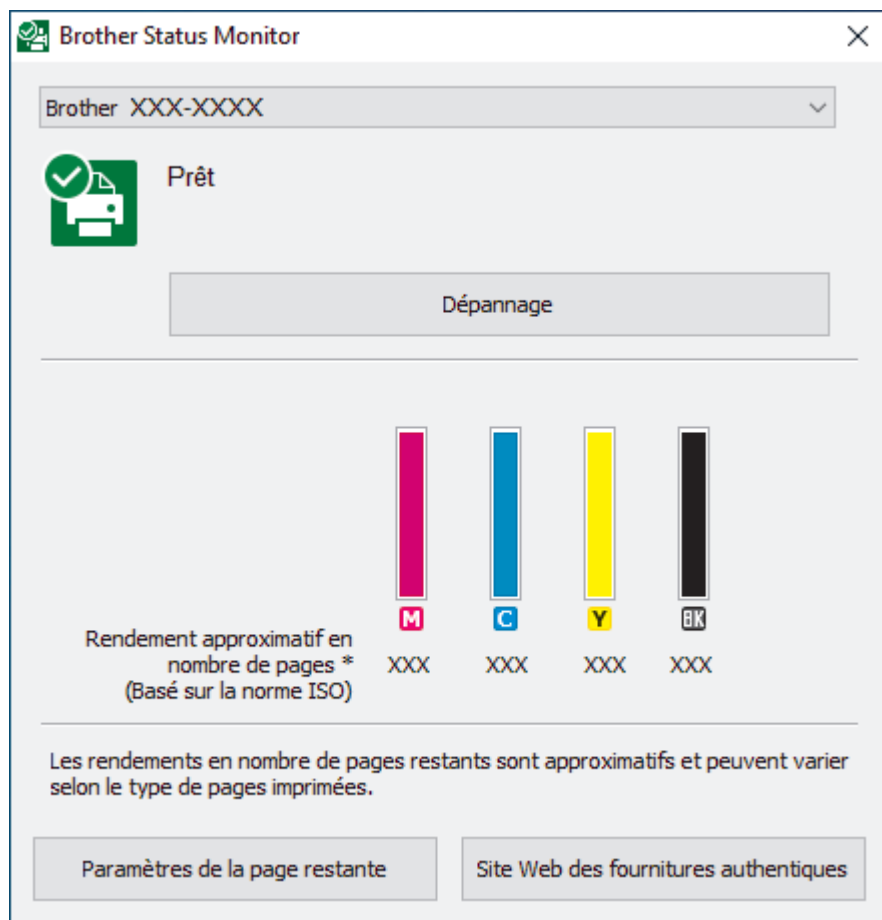 Brother Status Monitor
Brother XXX-XXXX
Prêt
Dépannage
M C Y BK
Rendement approximatif en
nombre de pages * XXX XXX XXX XXX
(Basé sur la norme ISO)
Les rendements en nombre de pages restants sont approximatifs et peuvent varier
selon le type de pages imprimées.
Paramètres de la page restante Site Web des fournitures authentiques